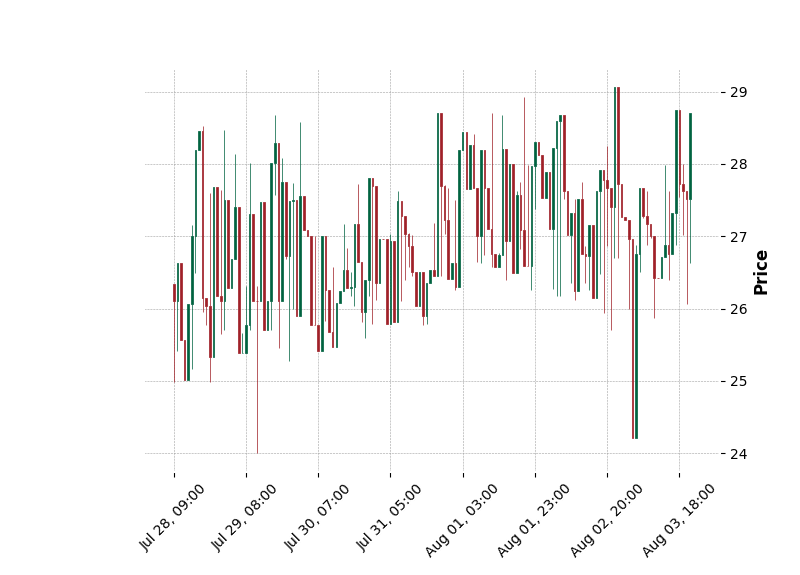 29
28
27
26
25
24
Price
Jul 28, 09:00
Jul 29, 08:00
Jul 30, 07:00
Jul 31, 05:00
Aug 01, 03:00
Aug 01, 23:00
Aug 02, 20:00
Aug 03, 18:00